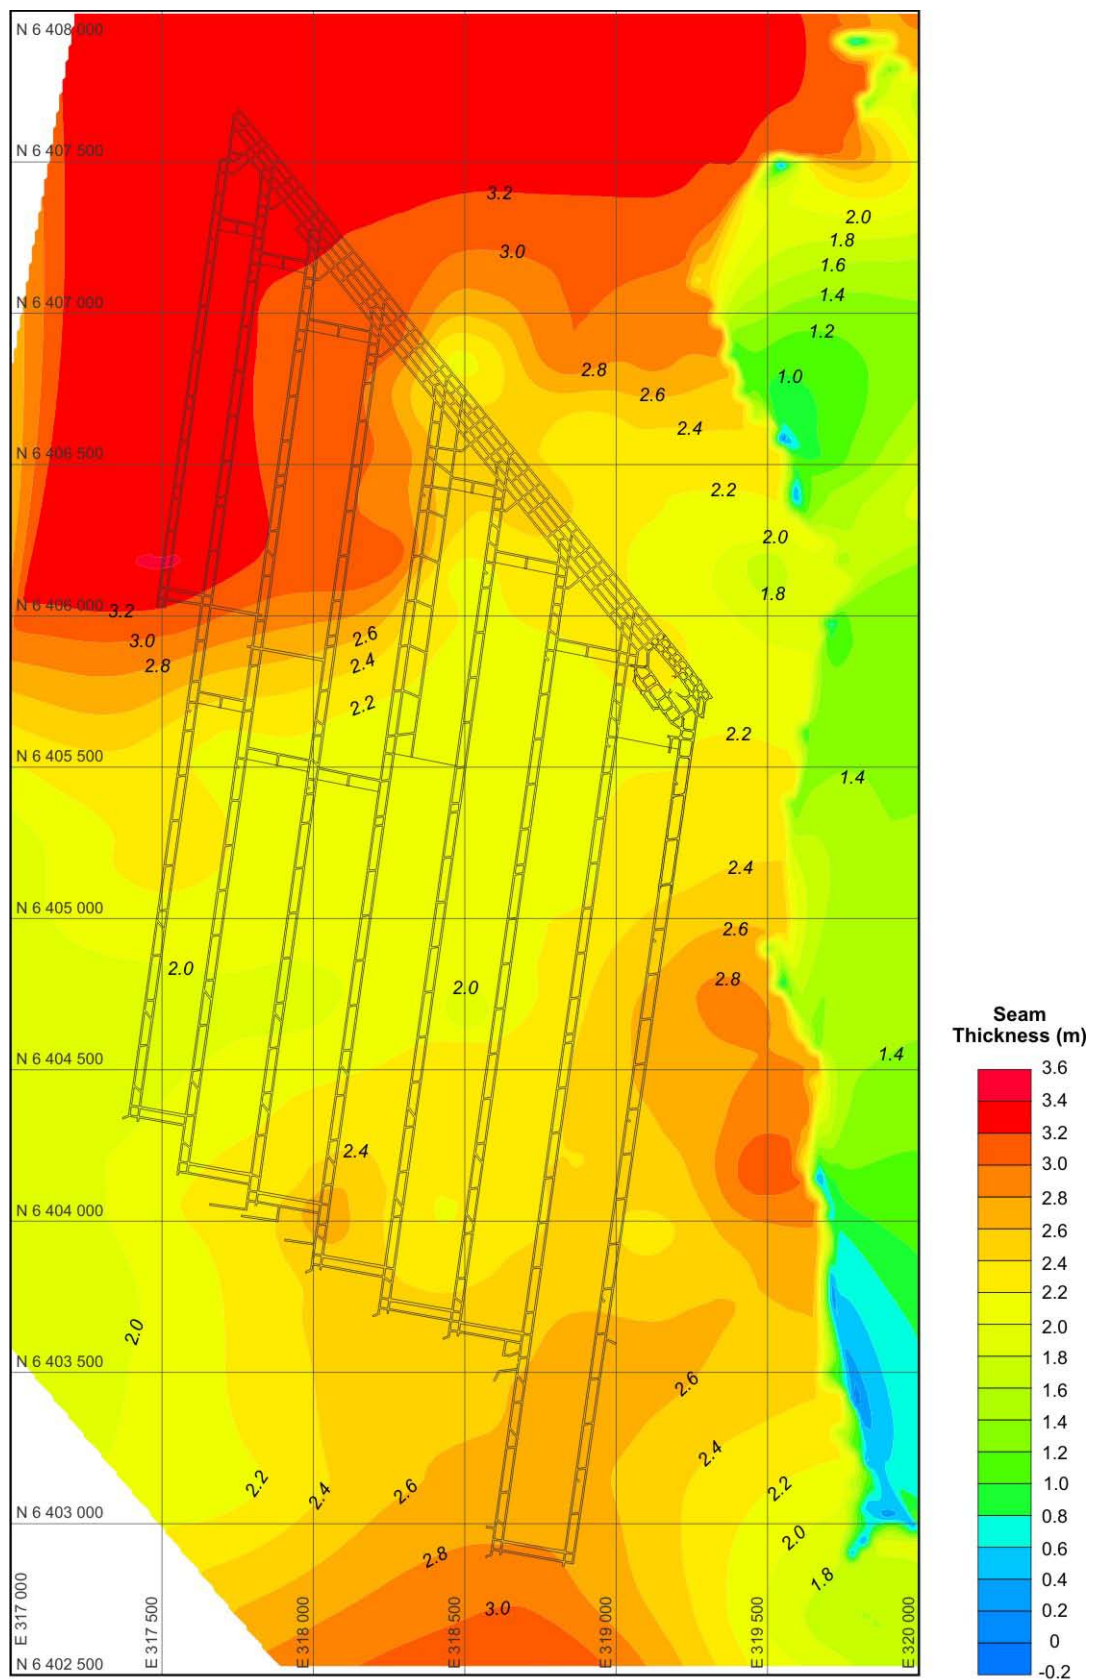 N 6 408 000
N 6 407 500
3.2
2.0
1.8
3.0
1.6
1.4
N 6 407 000
1.2
2.8
1.0
2.6
2.4
N 6 406 500
2.2
2.0
1.8
N 6 406 000
3.2
3.0
2.6
2.8
2.4
2.2
2.2
N 6 405 500
1.4
2.4
N 6 405 000
2.6
2.0
2.8
2.0
1.4
N 6 404 500
2.4
N 6 404 000
2.0
N 6 403 500
2.6
2.4
2.2
2.4
2.6
2.2
N 6 403 000
2.0
2.8
1.8
3.0
E 317 000
E 317 500
E 318 000
E 318 500
E 319 000
E 319 500
E 320 000
N 6 402 500
Seam
Thickness (m)
3.6
3.4
3.2
3.0
2.8
2.6
2.4
2.2
2.0
1.8
1.6
1.4
1.2
1.0
0.8
0.6
0.4
0.2
0
-0.2